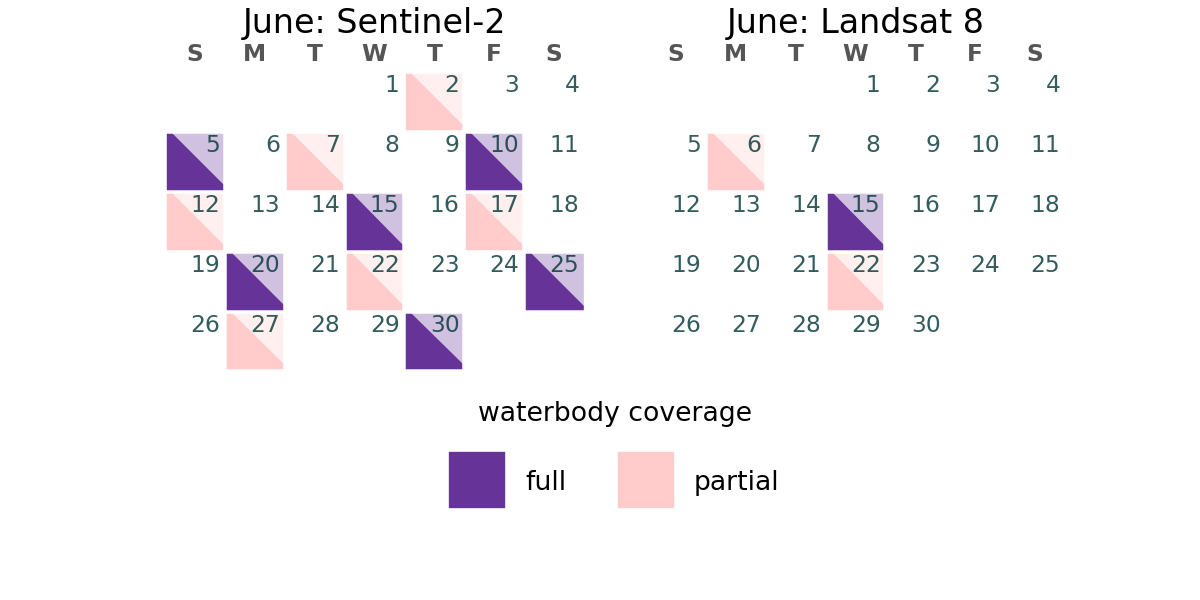 June: Sentinel-2
S M T W T F S
1 2 3 4
5 6 7 8 9 10 11
12 13 14 15 16 17 18
19 20 21 22 23 24 25
26 27 28 29 30
June: Landsat 8
S M T W T F S
1 2 3 4
5 6 7 8 9 10 11
12 13 14 15 16 17 18
19 20 21 22 23 24 25
26 27 28 29 30
waterbody coverage
full
partial